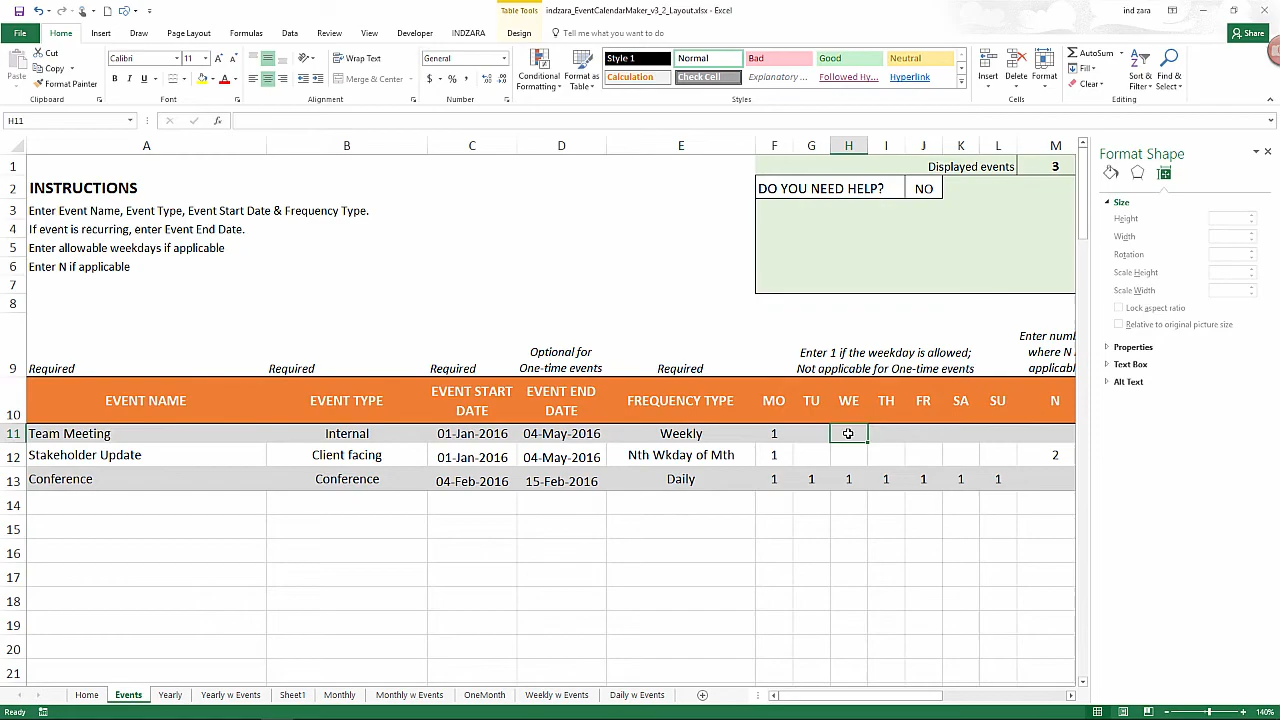 Table Tools
indzara_EventCalendarMaker_v3_2_Layout.xlsx - Excel
ind zara
File Home Insert Draw Page Layout Formulas Data Review View Developer INDZARA Design Tell me what you want to do
Share
Paste
Cut
Copy
Format Painter
Clipboard
Calibri 11
B I U
Font
Wrap Text
Merge & Center
Alignment
General
$ % ,
Number
Conditional Formatting
Format as Table
Style 1 Normal Bad Good Neutral
Calculation Check Cell Explanatory Followed Hy... Hyperlink
Styles
Insert Delete Format
Cells
AutoSum
Fill
Clear
Sort & Filter
Find & Select
Editing
H11
fx
A B C D E F G H I J K L M
1 Displayed events 3
2 INSTRUCTIONS DO YOU NEED HELP? NO
3 Enter Event Name, Event Type, Event Start Date & Frequency Type.
4 If event is recurring, enter Event End Date.
5 Enter allowable weekdays if applicable
6 Enter N if applicable
7
8
Enter num
Optional for Enter 1 if the weekday is allowed; where N
9 Required Required Required One-time events Required Not applicable for One-time events applicabl
10 EVENT NAME EVENT TYPE EVENT START DATE EVENT END DATE FREQUENCY TYPE MO TU WE TH FR SA SU N
11 Team Meeting Internal 01-Jan-2016 04-May-2016 Weekly 1
12 Stakeholder Update Client facing 01-Jan-2016 04-May-2016 Nth Wkday of Mth 1 2
13 Conference Conference 04-Feb-2016 15-Feb-2016 Daily 1 1 1 1 1 1 1
14
15
16
17
18
19
20
21
Format Shape
Size
Height
Width
Rotation
Scale Height
Scale Width
Lock aspect ratio
Relative to original picture size
Properties
Text Box
Alt Text
Home Events Yearly Yearly w Events Sheet1 Monthly Monthly w Events OneMonth Weekly w Events Daily w Events
Ready
140%